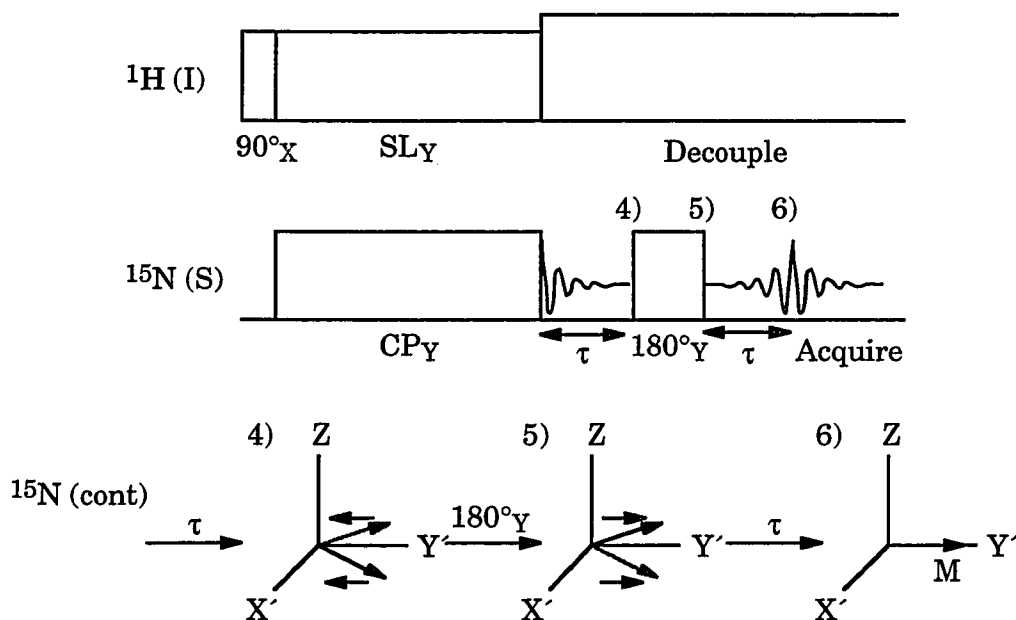 ¹H (I)
90°X SLY Decouple
4) 5) 6)
¹⁵N (S)
CPY τ 180°Y τ Acquire
4) Z 5) Z 6) Z
¹⁵N (cont)
τ Y´ 180°Y Y´ τ Y´
M
X´ X´ X´